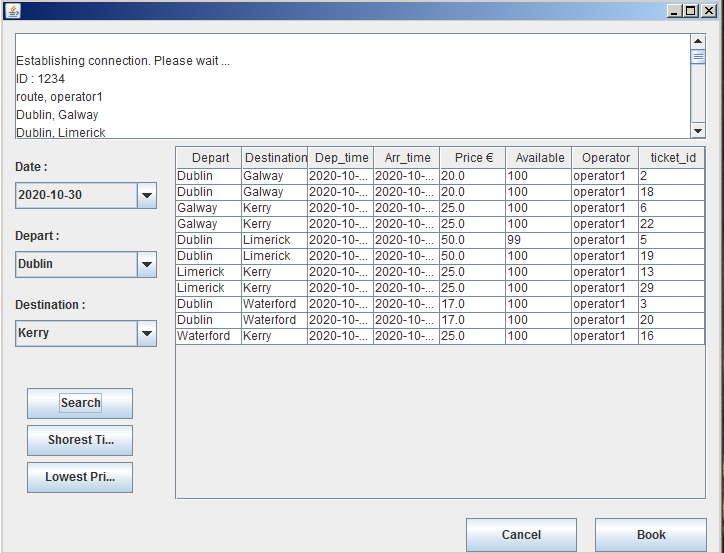 Establishing connection. Please wait ...
ID : 1234
route, operator1
Dublin, Galway
Dublin, Limerick
Date :
2020-10-30
Depart :
Dublin
Destination :
Kerry
Search
Shorest Ti...
Lowest Pri...
Depart Destination Dep_time Arr_time Price € Available Operator ticket_id
Dublin Galway 2020-10-... 2020-10-... 20.0 100 operator1 2
Dublin Galway 2020-10-... 2020-10-... 20.0 100 operator1 18
Galway Kerry 2020-10-... 2020-10-... 25.0 100 operator1 6
Galway Kerry 2020-10-... 2020-10-... 25.0 100 operator1 22
Dublin Limerick 2020-10-... 2020-10-... 50.0 99 operator1 5
Dublin Limerick 2020-10-... 2020-10-... 50.0 100 operator1 19
Limerick Kerry 2020-10-... 2020-10-... 25.0 100 operator1 13
Limerick Kerry 2020-10-... 2020-10-... 25.0 100 operator1 29
Dublin Waterford 2020-10-... 2020-10-... 17.0 100 operator1 3
Dublin Waterford 2020-10-... 2020-10-... 17.0 100 operator1 20
Waterford Kerry 2020-10-... 2020-10-... 25.0 100 operator1 16
Cancel Book